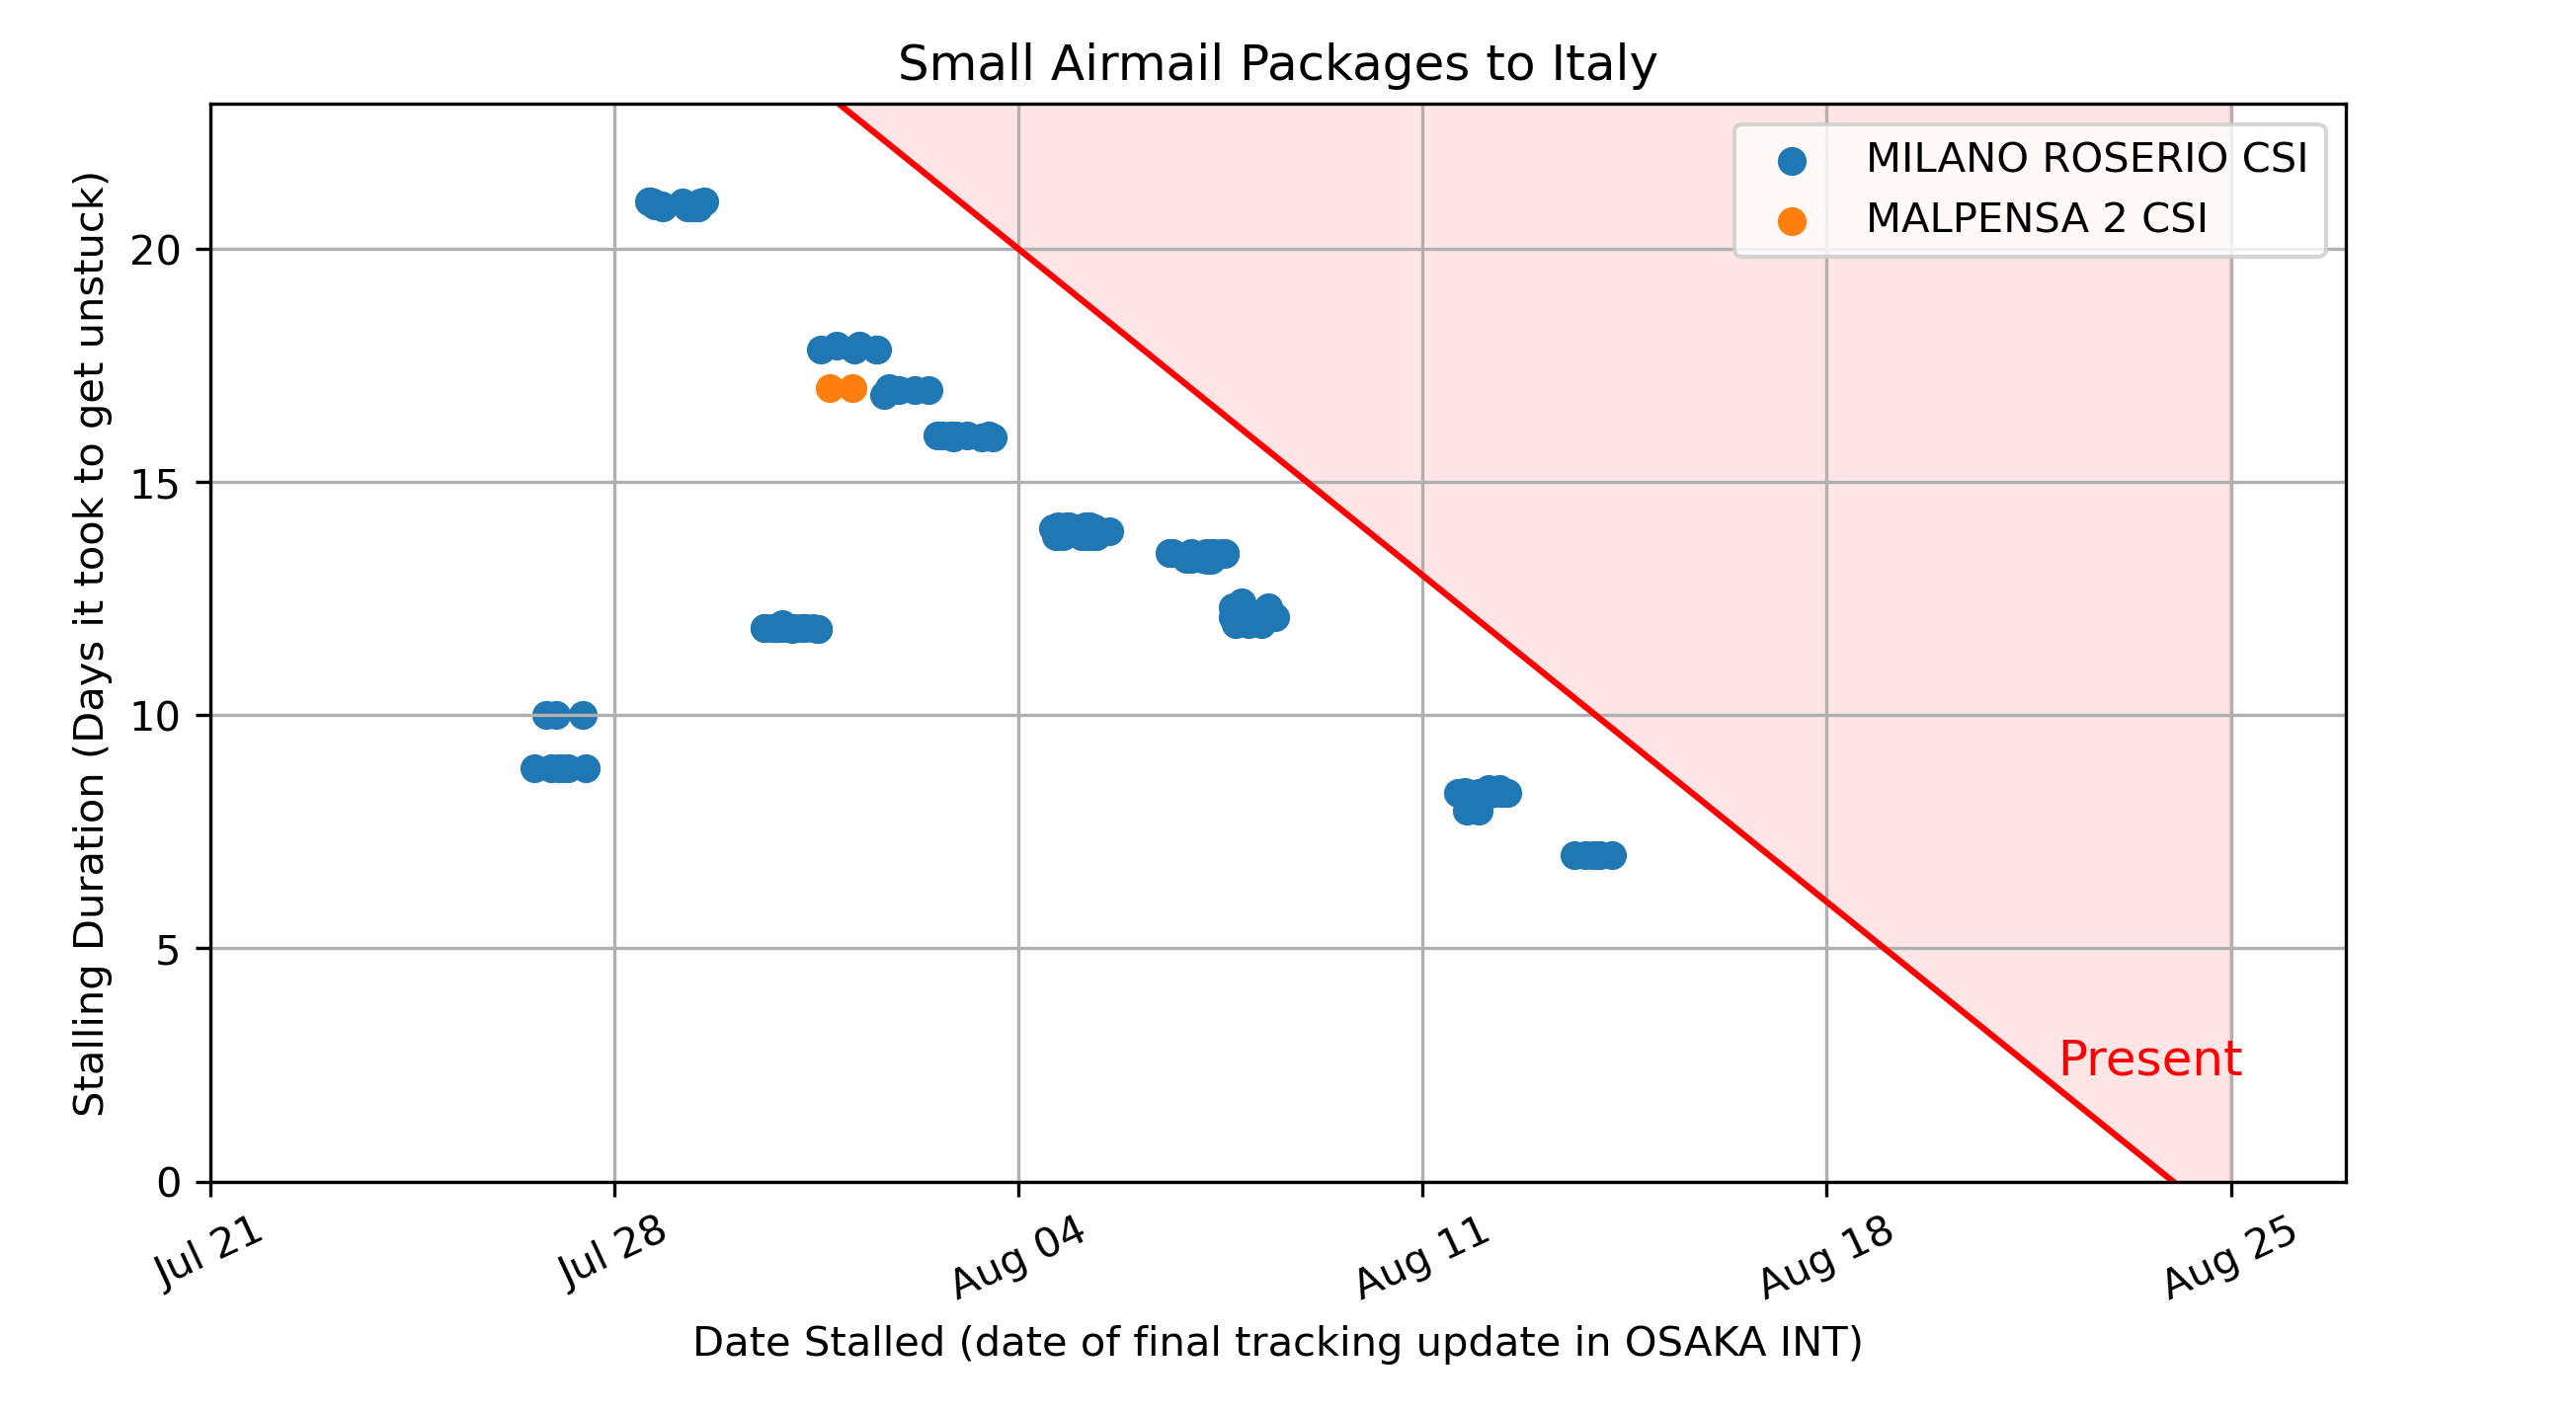 Small Airmail Packages to Italy
MILANO ROSERIO CSI
MALPENSA 2 CSI
Stalling Duration (Days it took to get unstuck)
20
15
10
5
0
Present
Jul 21
Jul 28
Aug 04
Aug 11
Aug 18
Aug 25
Date Stalled (date of final tracking update in OSAKA INT)